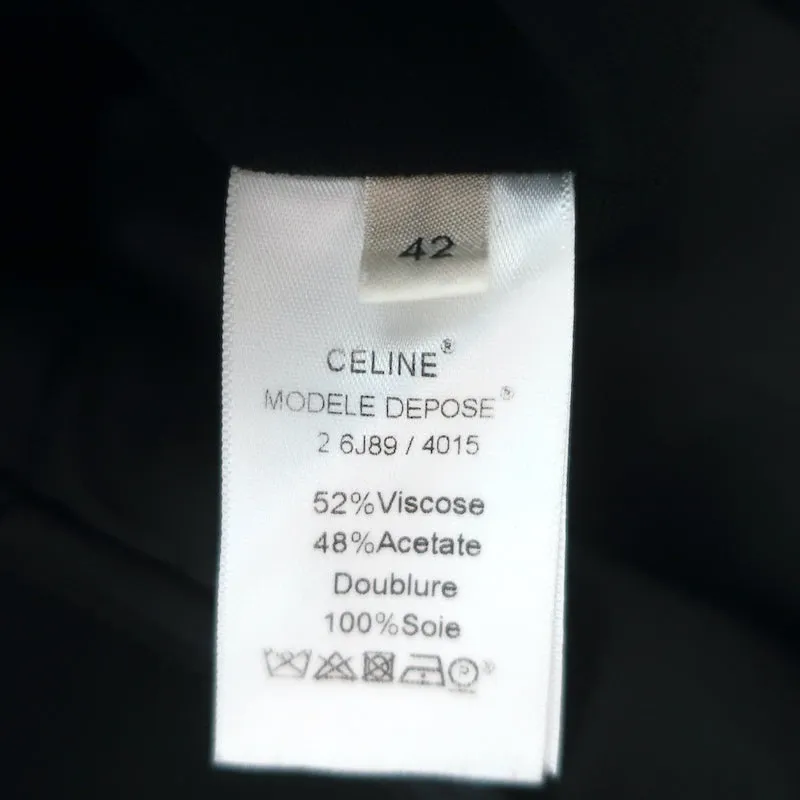 42
CELINE®
MODELE DEPOSE®
2 6J89 / 4015
52%Viscose
48%Acetate
Doublure
100%Soie